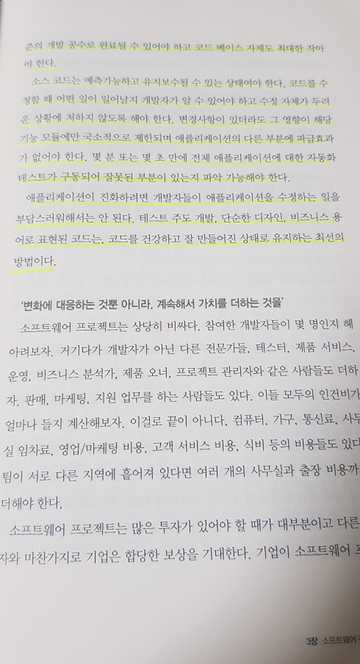 준의 개발 공수로 완료될 수 있어야 하고 코드 베이스 자체도 최대한 작아
야 한다.
소스 코드는 예측가능하고 유지보수될 수 있는 상태여야 한다. 코드를 수
정할 때 어떤 일이 일어날지 개발자가 알 수 있어야 하고 수정 자체가 두려
운 상황에 처하지 않도록 해야 한다. 변경사항이 있더라도 그 영향이 해당
기능 모듈에만 국소적으로 제한되며 애플리케이션의 다른 부분에 파급효과
가 없어야 한다. 몇 분 또는 몇 초 만에 전체 애플리케이션에 대한 자동화
테스트가 구동되어 잘못된 부분이 있는지 파악 가능해야 한다.
애플리케이션이 진화하려면 개발자들이 애플리케이션을 수정하는 일을
부담스러워해서는 안 된다. 테스트 주도 개발, 단순한 디자인, 비즈니스 용
어로 표현된 코드는, 코드를 건강하고 잘 만들어진 상태로 유지하는 최선의
방법이다.
'변화에 대응하는 것뿐 아니라, 계속해서 가치를 더하는 것을'
소프트웨어 프로젝트는 상당히 비싸다. 참여한 개발자들이 몇 명인지 헤
아려보자. 거기다가 개발자가 아닌 다른 전문가들, 테스터, 제품 서비스,
운영, 비즈니스 분석가, 제품 오너, 프로젝트 관리자와 같은 사람들도 더하
자. 판매, 마케팅, 지원 업무를 하는 사람들도 있다. 이들 모두의 인건비가
얼마나 들지 계산해보자. 이걸로 끝이 아니다. 컴퓨터, 가구, 통신료, 사무
실 임차료, 영업/마케팅 비용, 고객 서비스 비용, 식비 등의 비용들도 있다
팀이 서로 다른 지역에 흩어져 있다면 여러 개의 사무실과 출장 비용까
더해야 한다.
소프트웨어 프로젝트는 많은 투자가 있어야 할 때가 대부분이고 다른
자와 마찬가지로 기업은 합당한 보상을 기대한다. 기업이 소프트웨어
3장 소프트웨어